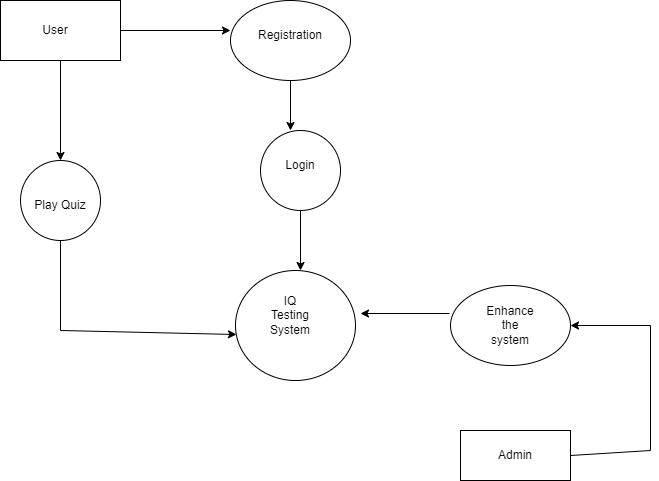 User
Registration
Login
Play Quiz
IQ
Testing
System
Enhance
the
system
Admin